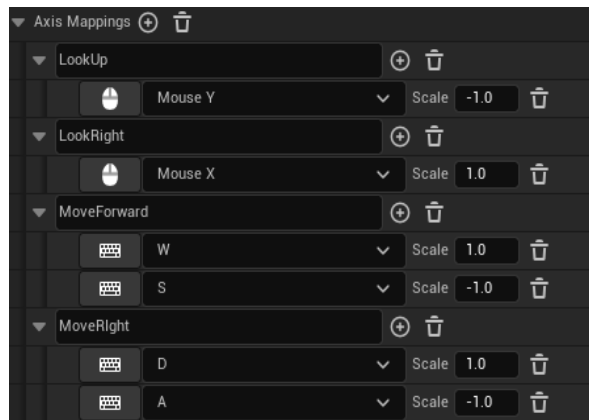 Axis Mappings
LookUp
Mouse Y Scale -1.0
LookRight
Mouse X Scale 1.0
MoveForward
W Scale 1.0
S Scale -1.0
MoveRIght
D Scale 1.0
A Scale -1.0